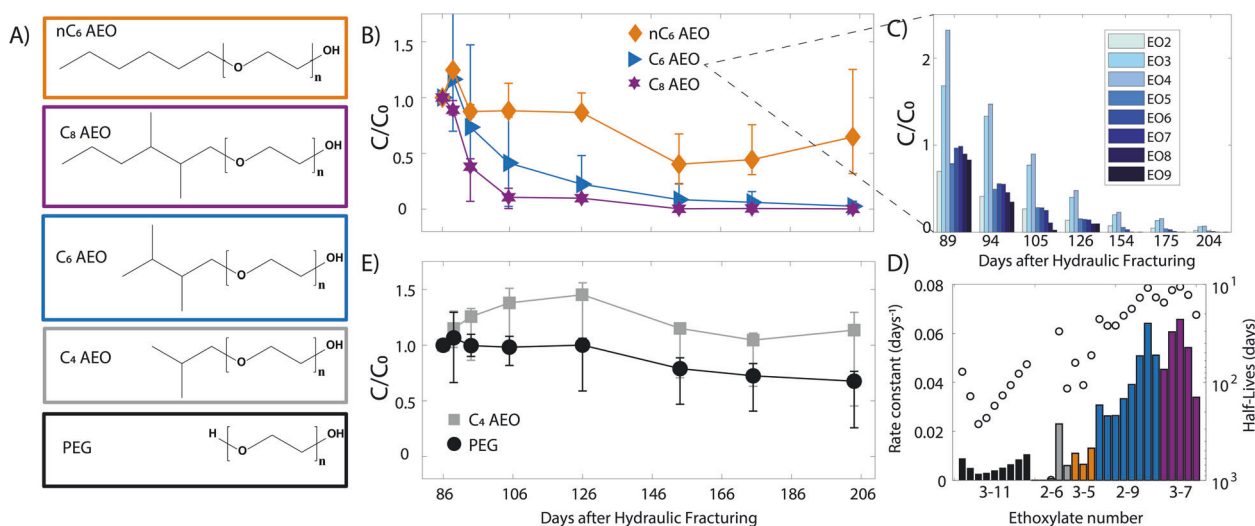 A)
nC₆ AEO
O
OH
n
C₈ AEO
O
OH
n
C₆ AEO
O
OH
n
C₄ AEO
O
OH
n
PEG
H
O
OH
n
B)
C/C₀
1.5
1.0
0.5
0
nC₆ AEO
C₆ AEO
C₈ AEO
C)
C/C₀
2
1
0
EO2
EO3
EO4
EO5
EO6
EO7
EO8
EO9
89 94 105 126 154 175 204
Days after Hydraulic Fracturing
E)
C/C₀
1.5
1.0
0.5
0
C₄ AEO
PEG
86 106 126 146 166 186 206
Days after Hydraulic Fracturing
D)
Rate constant (days⁻¹)
0.08
0.06
0.04
0.02
0
10¹
10²
10³
Half-Lives (days)
3-11 2-6 3-5 2-9 3-7
Ethoxylate number